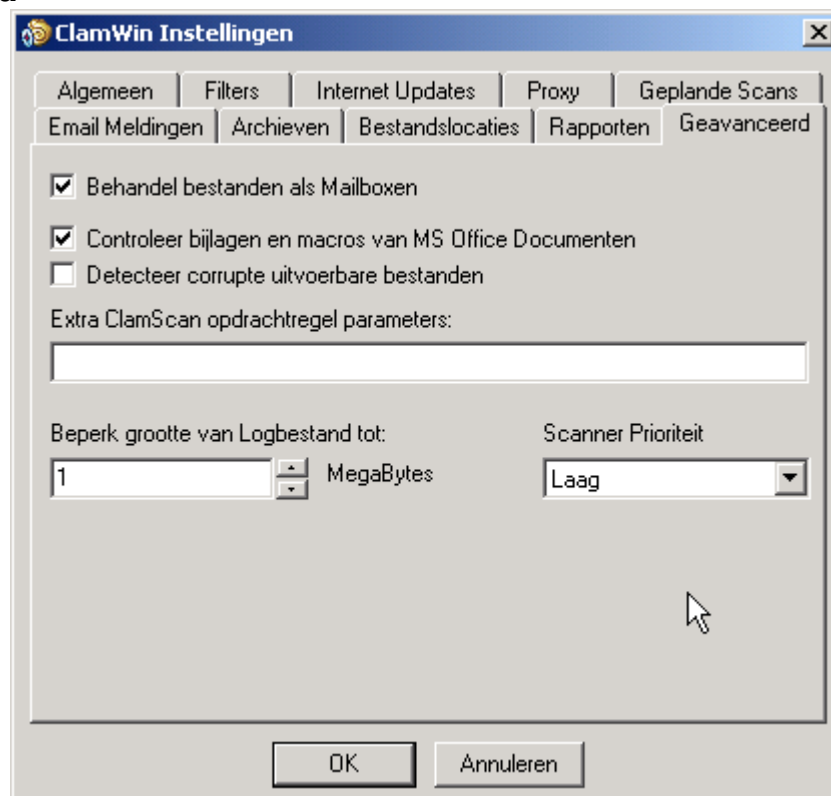 ClamWin Instellingen
Algemeen Filters Internet Updates Proxy Geplande Scans
Email Meldingen Archieven Bestandslocaties Rapporten Geavanceerd
Behandel bestanden als Mailboxen
Controleer bijlagen en macros van MS Office Documenten
Detecteer corrupte uitvoerbare bestanden
Extra ClamScan opdrachtregel parameters:
Beperk grootte van Logbestand tot: Scanner Prioriteit
1 MegaBytes Laag
OK Annuleren